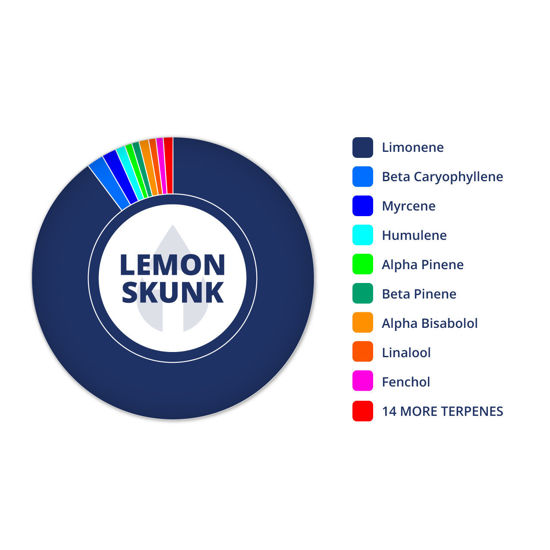 LEMON
SKUNK
Limonene
Beta Caryophyllene
Myrcene
Humulene
Alpha Pinene
Beta Pinene
Alpha Bisabolol
Linalool
Fenchol
14 MORE TERPENES